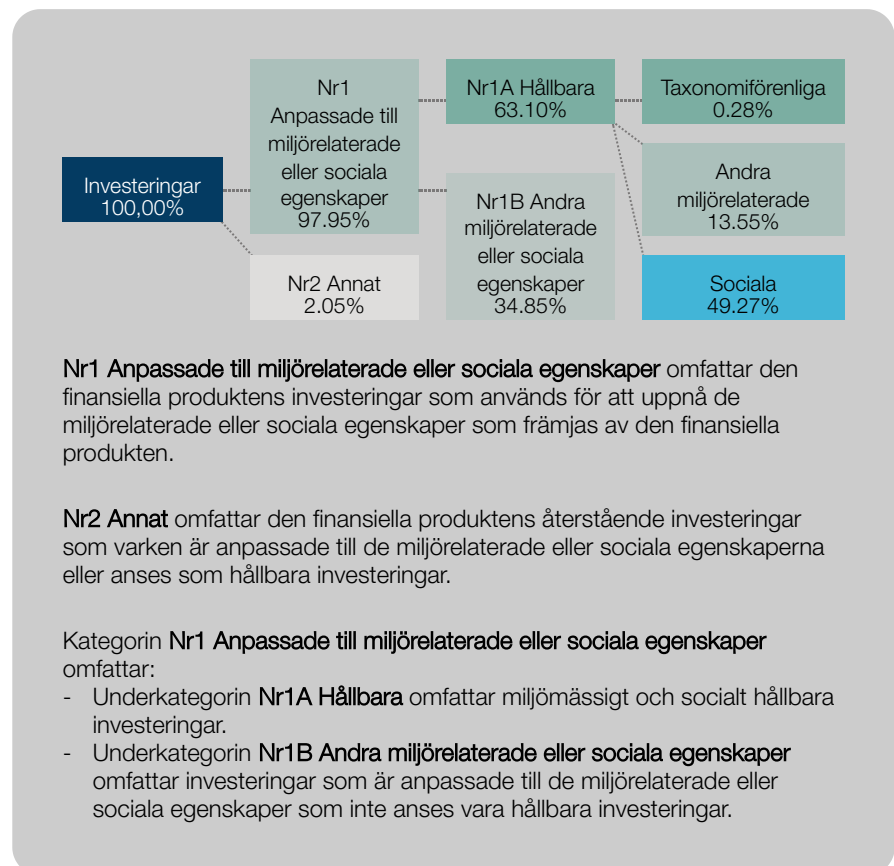 Investeringar
100,00%
Nr1
Anpassade till
miljörelaterade
eller sociala
egenskaper
97.95%
Nr2 Annat
2.05%
Nr1A Hållbara
63.10%
Nr1B Andra
miljörelaterade
eller sociala
egenskaper
34.85%
Taxonomiförenliga
0.28%
Andra
miljörelaterade
13.55%
Sociala
49.27%
Nr1 Anpassade till miljörelaterade eller sociala egenskaper omfattar den
finansiella produktens investeringar som används för att uppnå de
miljörelaterade eller sociala egenskaper som främjas av den finansiella
produkten.
Nr2 Annat omfattar den finansiella produktens återstående investeringar
som varken är anpassade till de miljörelaterade eller sociala egenskaperna
eller anses som hållbara investeringar.
Kategorin Nr1 Anpassade till miljörelaterade eller sociala egenskaper
omfattar:
- Underkategorin Nr1A Hållbara omfattar miljömässigt och socialt hållbara
investeringar.
- Underkategorin Nr1B Andra miljörelaterade eller sociala egenskaper
omfattar investeringar som är anpassade till de miljörelaterade eller
sociala egenskaper som inte anses vara hållbara investeringar.